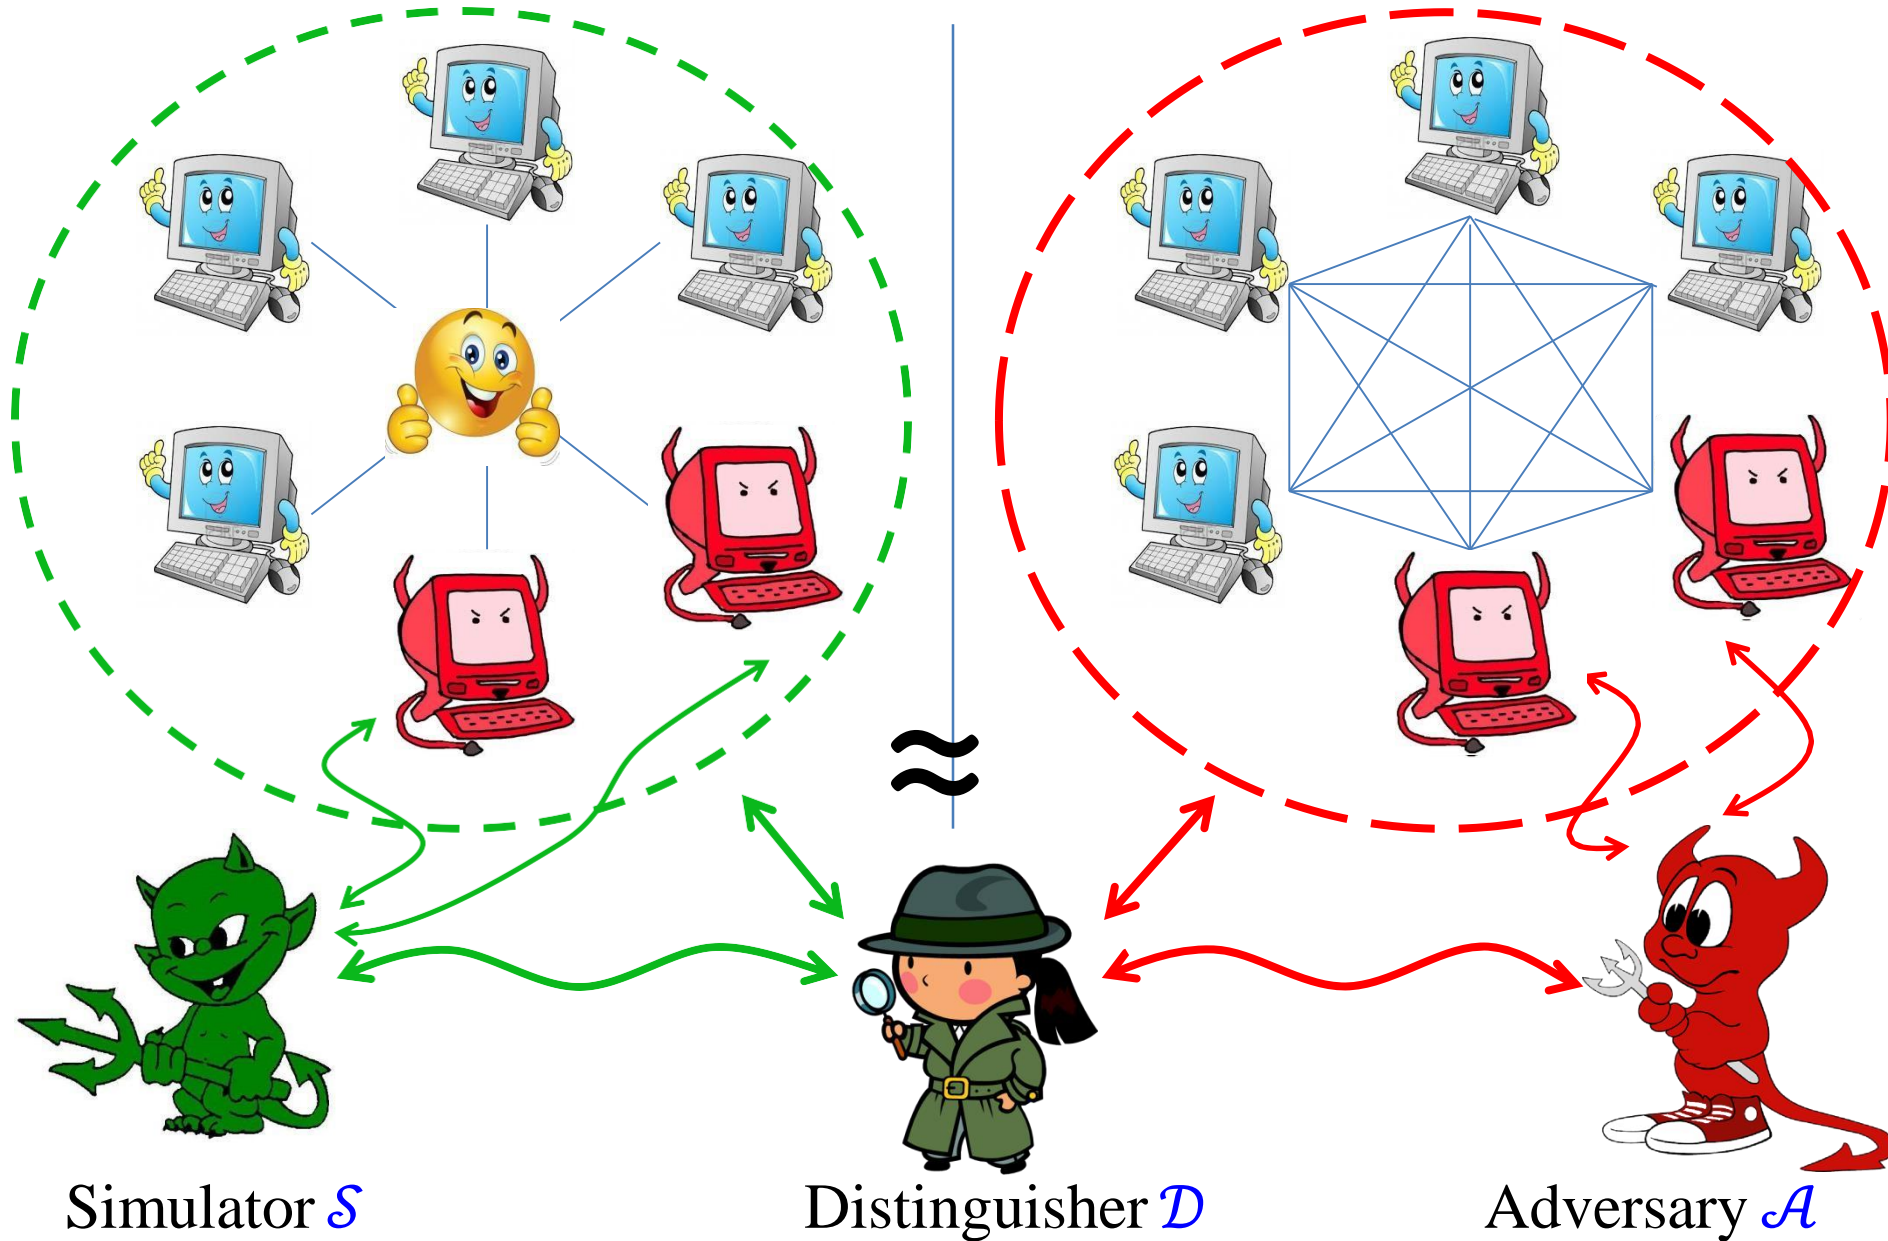 ≈
Simulator 𝒮
Distinguisher 𝒟
Adversary 𝒜